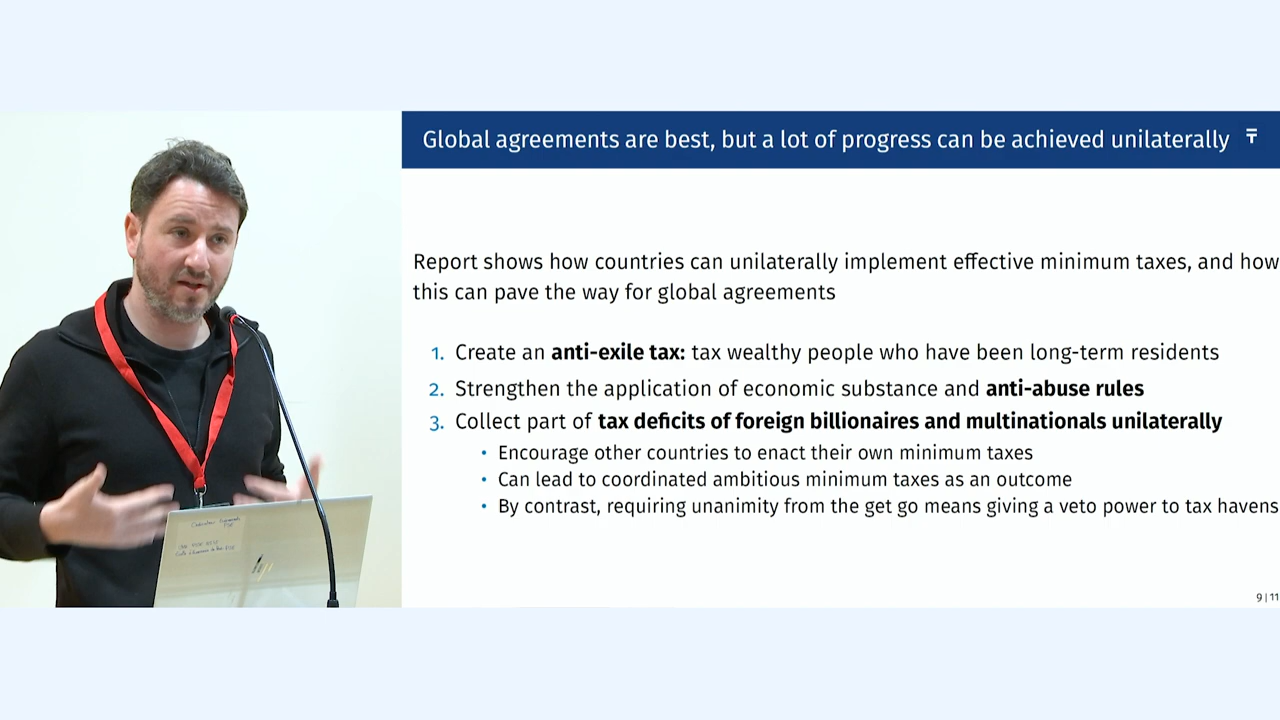 Global agreements are best, but a lot of progress can be achieved unilaterally
Report shows how countries can unilaterally implement effective minimum taxes, and how
this can pave the way for global agreements
1. Create an anti-exile tax: tax wealthy people who have been long-term residents
2. Strengthen the application of economic substance and anti-abuse rules
3. Collect part of tax deficits of foreign billionaires and multinationals unilaterally
• Encourage other countries to enact their own minimum taxes
• Can lead to coordinated ambitious minimum taxes as an outcome
• By contrast, requiring unanimity from the get go means giving a veto power to tax havens
9 | 11